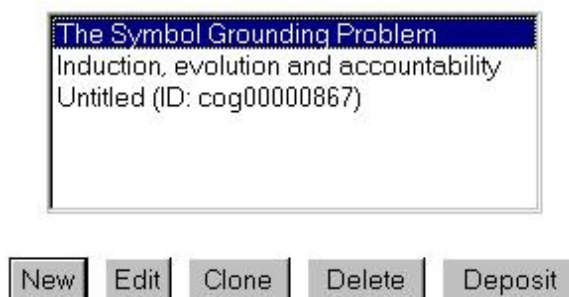 The Symbol Grounding Problem
Induction, evolution and accountability
Untitled (ID: cog00000867)
New Edit Clone Delete Deposit